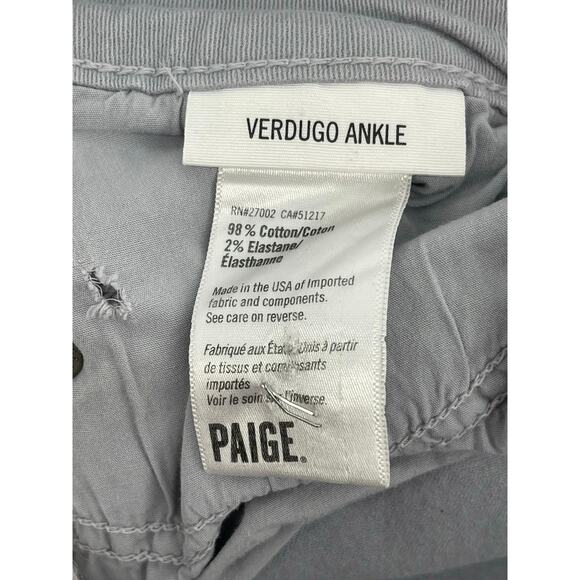 VERDUGO ANKLE
RN#27002 CA#51217
98% Cotton/Coton
2% Elastane/
Élasthanne
Made in the USA of Imported
fabric and components.
See care on reverse.
Fabriqué aux États-Unis à partir
de tissus et composants
importés
Voir le soin sur l'inverse.
PAIGE.